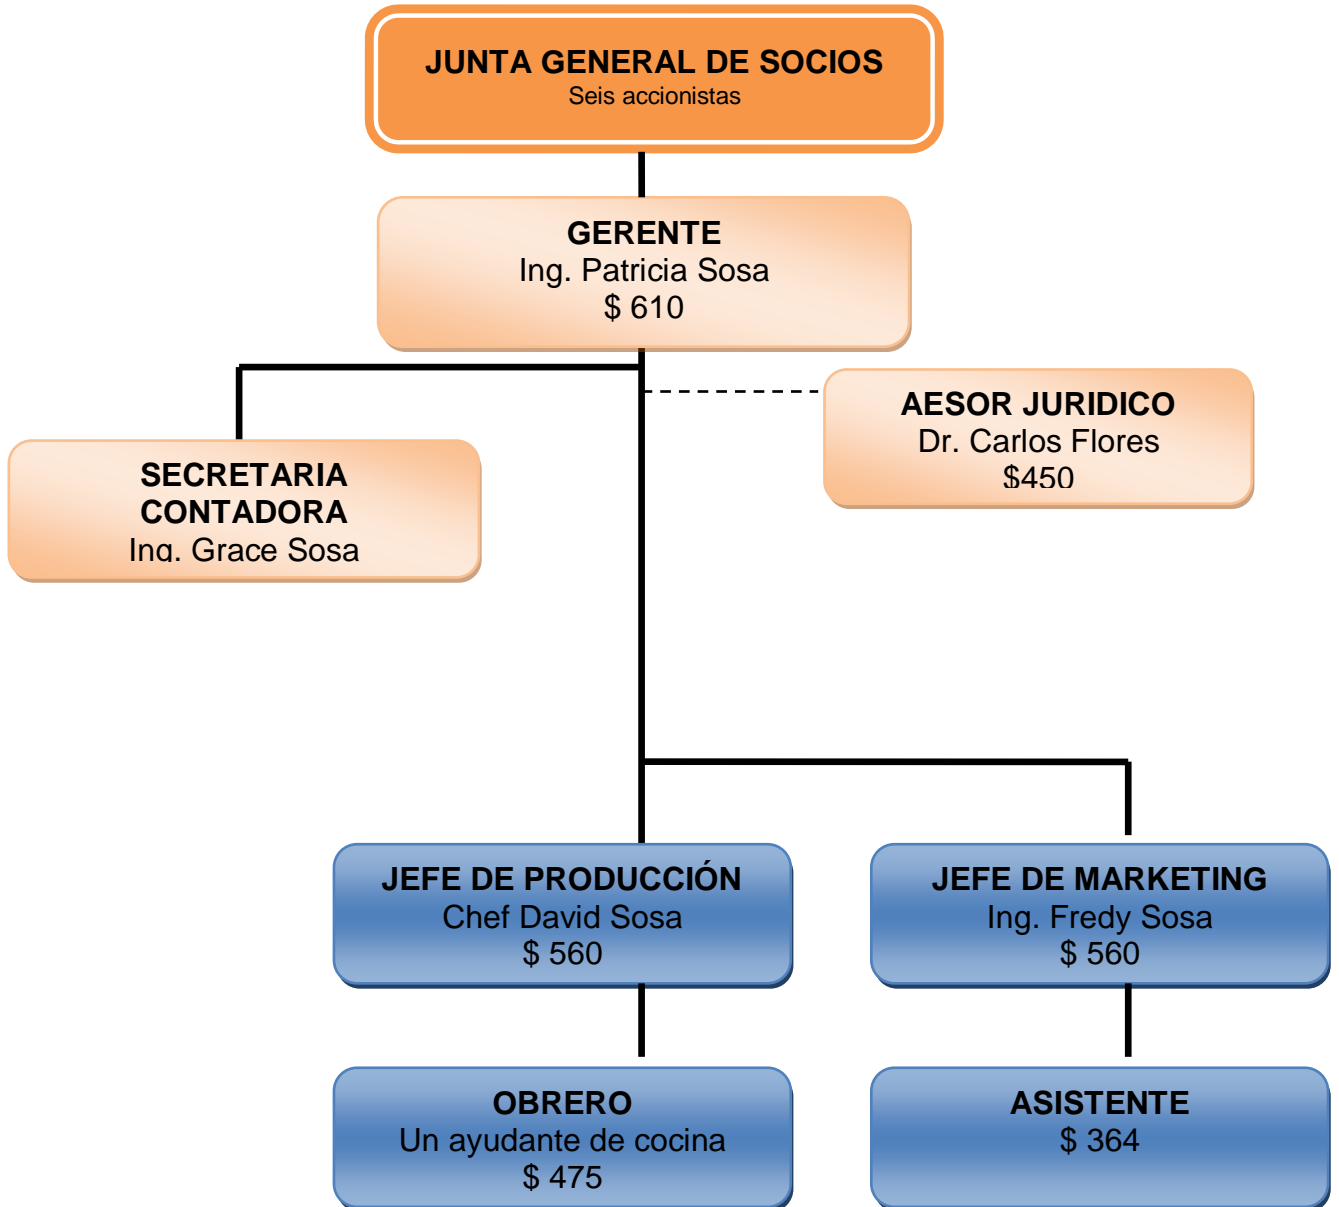 JUNTA GENERAL DE SOCIOS
Seis accionistas
GERENTE
Ing. Patricia Sosa
$ 610
AESOR JURIDICO
Dr. Carlos Flores
$450
SECRETARIA
CONTADORA
Ing. Grace Sosa
JEFE DE PRODUCCIÓN
Chef David Sosa
$ 560
JEFE DE MARKETING
Ing. Fredy Sosa
$ 560
OBRERO
Un ayudante de cocina
$ 475
ASISTENTE
$ 364